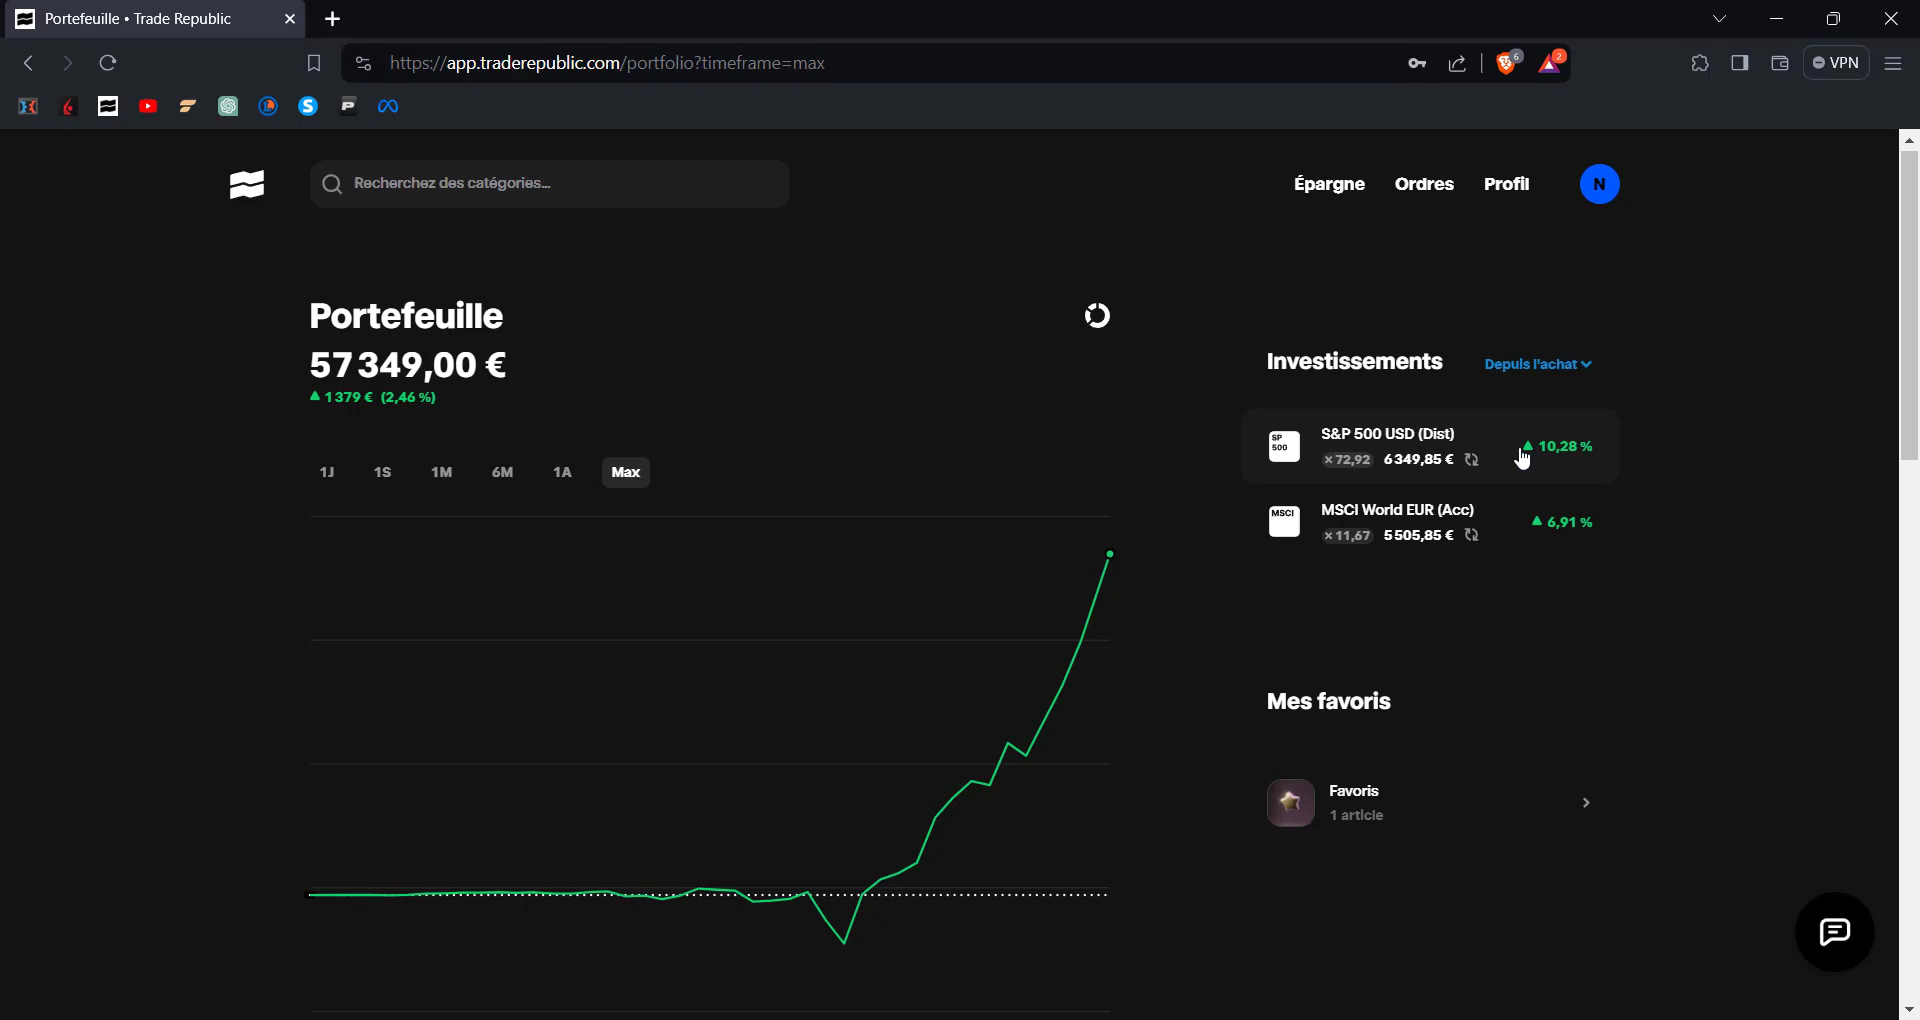 Portefeuille • Trade Republic
https://app.traderepublic.com/portfolio?timeframe=max
6
2
VPN
Recherchez des catégories...
Épargne
Ordres
Profil
N
Portefeuille
57 349,00 €
1 379 € (2,46 %)
1J
1S
1M
6M
1A
Max
Investissements
Depuis l'achat
SP
500
S&P 500 USD (Dist)
×72,92 6 349,85 €
10,28 %
MSCI
MSCI World EUR (Acc)
×11,67 5 505,85 €
6,91 %
Mes favoris
Favoris
1 article